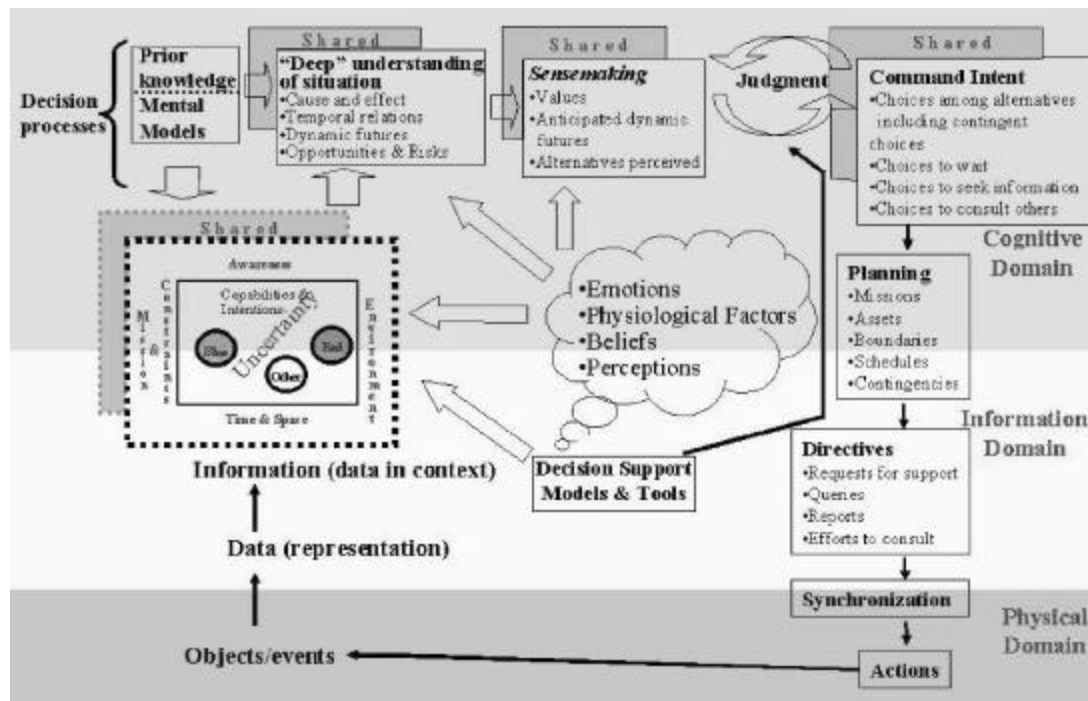 Shared
Shared
Shared
Decision
processes
Prior
knowledge
Mental
Models
“Deep” understanding
of situation
•Cause and effect
•Temporal relations
•Dynamic futures
•Opportunities & Risks
Sensemaking
•Values
•Anticipated dynamic
futures
•Alternatives perceived
Judgment
Command Intent
•Choices among alternatives
including contingent
choices
•Choices to wait
•Choices to seek information
•Choices to consult others
Cognitive
Domain
Shared
Awareness
Mission
&
Constraints
Capabilities &
Intentions
Uncertainty
Blue
Red
Other
Environment
Time & Space
•Emotions
•Physiological Factors
•Beliefs
•Perceptions
Planning
•Missions
•Assets
•Boundaries
•Schedules
•Contingencies
Information
Domain
Information (data in context)
Decision Support
Models & Tools
Directives
•Requests for support
•Queries
•Reports
•Efforts to consult
Data (representation)
Synchronization
Physical
Domain
Objects/events
Actions